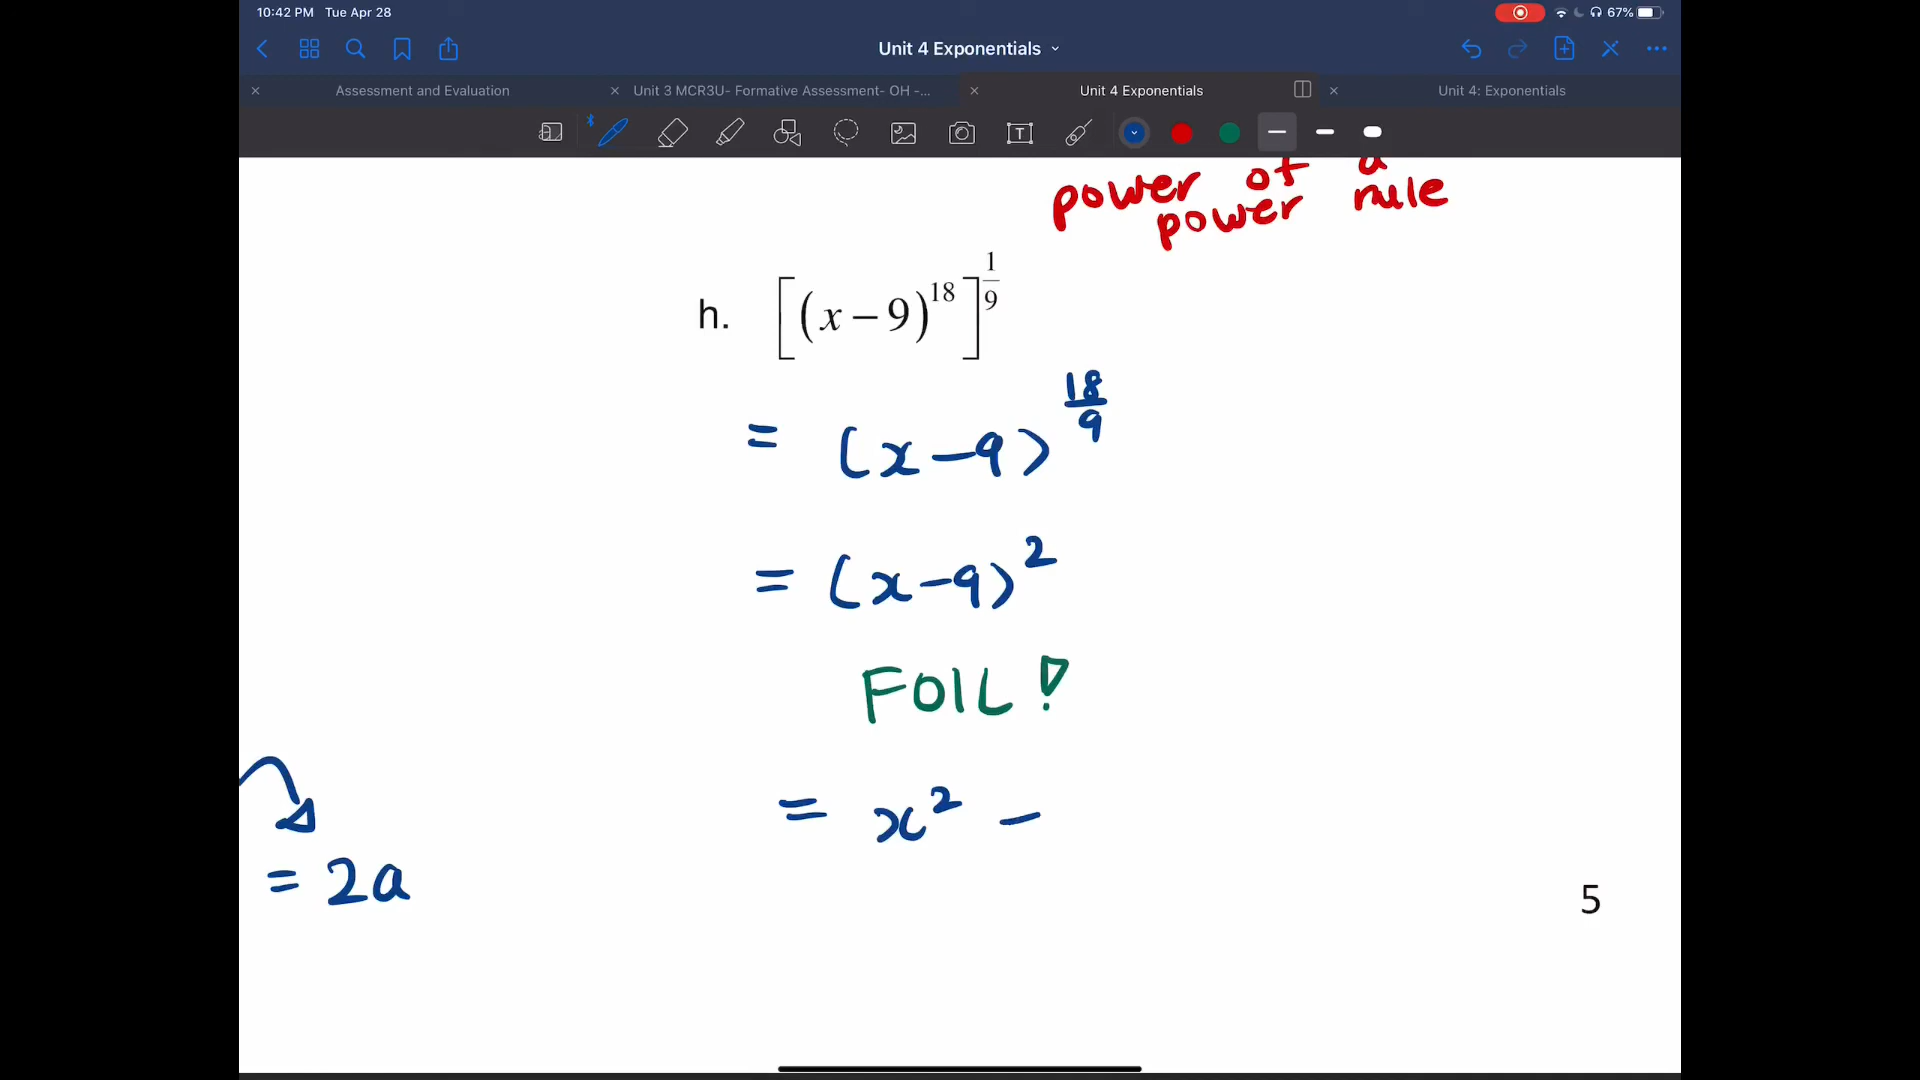 10:42 PM Tue Apr 28
67%
Unit 4 Exponentials
Assessment and Evaluation
Unit 3 MCR3U- Formative Assessment- OH -...
Unit 4 Exponentials
Unit 4: Exponentials
T
power of a
power rule
h. [(x − 9)^18]^(1/9)
= (x − 9)^(18/9)
= (x − 9)^2
FOIL!
= x^2 −
= 2a
5